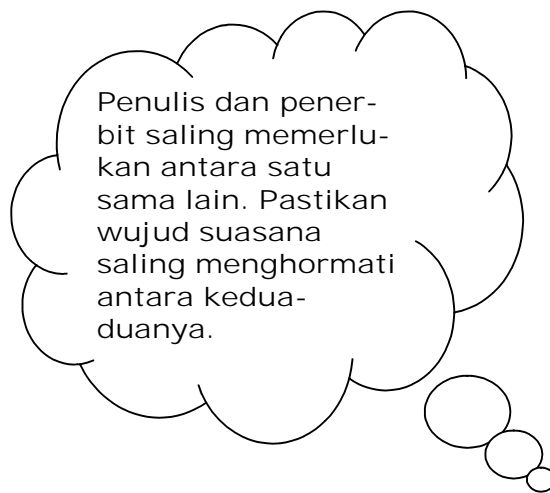 Penulis dan pener-
bit saling memerlu-
kan antara satu
sama lain. Pastikan
wujud suasana
saling menghormati
antara kedua-
duanya.